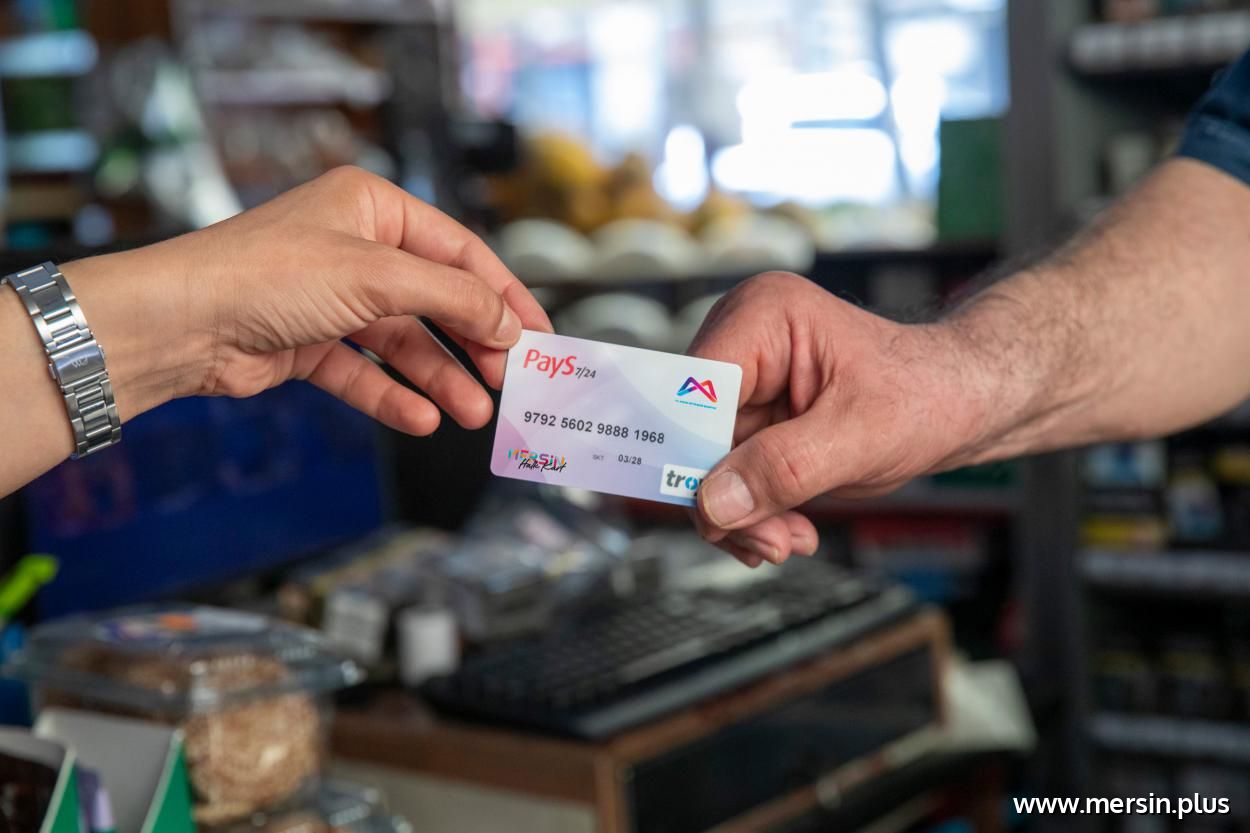 PayS 7/24
9792 5602 9888 1968
SKT 03/28
MERSİN
Halk Kart
tro
www.mersin.plus